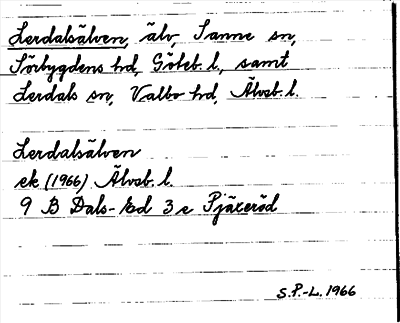 Lerdalsälven, älv, Sanne sn,
Sörbygdens hd, Göteb. l., samt
Lerdals sn, Valbo hd, Älvsb. l.
Lerdalsälven
ek (1966) Älvsb. l.
9 B Dals-Ed 3 e Pjäxeröd
S.P.-L. 1966